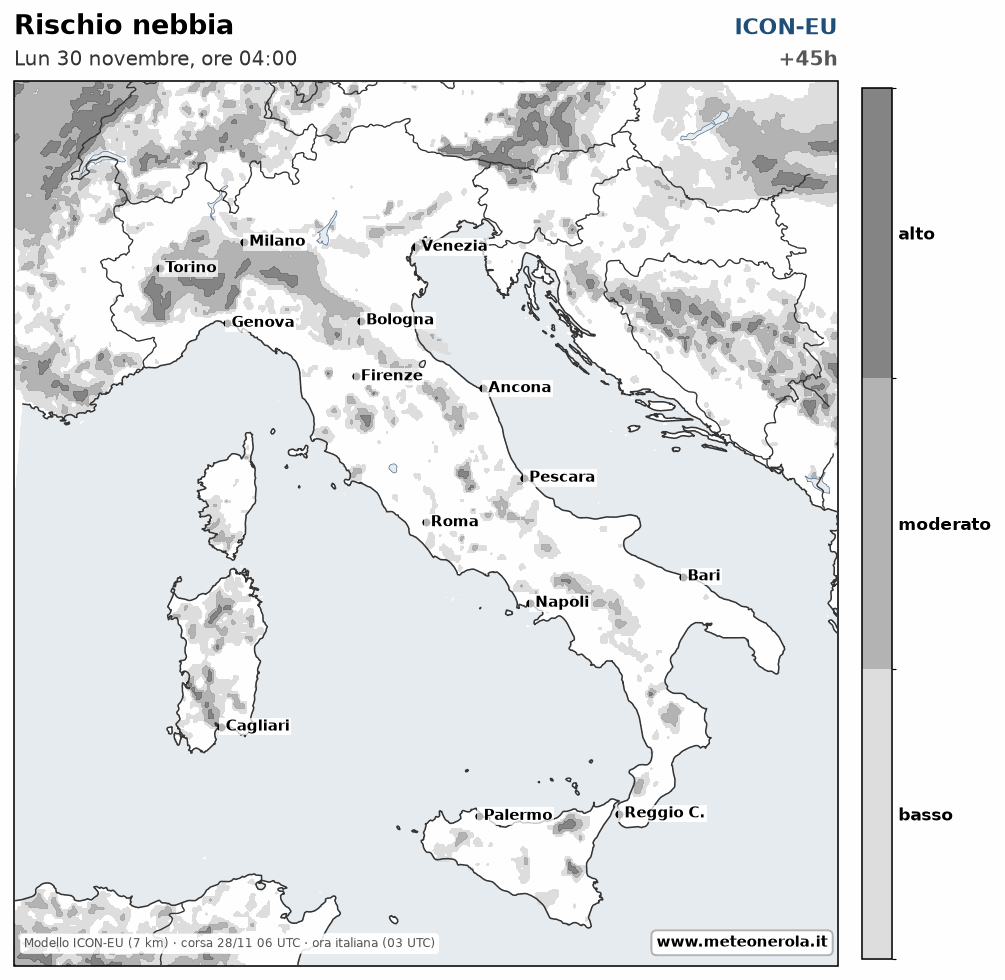 Rischio nebbia
ICON-EU
Lun 30 novembre, ore 04:00
+45h
Milano
Venezia
Torino
Genova
Bologna
Firenze
Ancona
Pescara
Roma
Bari
Napoli
Cagliari
Palermo
Reggio C.
alto
moderato
basso
Modello ICON-EU (7 km) · corsa 28/11 06 UTC · ora italiana (03 UTC)
www.meteonerola.it